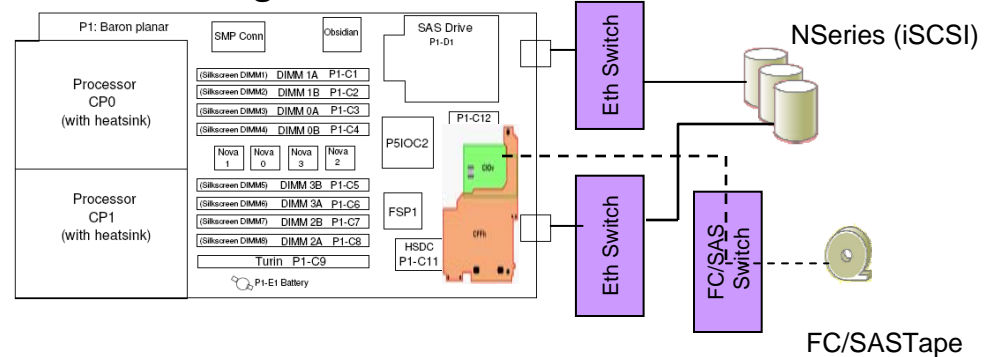 P1: Baron planar
SMP Conn
Obsidian
SAS Drive
P1-D1
Processor
CP0
(with heatsink)
(Silkscreen DIMM1) DIMM 1A P1-C1
(Silkscreen DIMM2) DIMM 1B P1-C2
(Silkscreen DIMM3) DIMM 0A P1-C3
(Silkscreen DIMM4) DIMM 0B P1-C4
Nova 1
Nova 0
Nova 3
Nova 2
P5IOC2
P1-C12
CIOv
Processor
CP1
(with heatsink)
(Silkscreen DIMM5) DIMM 3B P1-C5
(Silkscreen DIMM6) DIMM 3A P1-C6
(Silkscreen DIMM7) DIMM 2B P1-C7
(Silkscreen DIMM8) DIMM 2A P1-C8
Turin P1-C9
P1-E1 Battery
FSP1
HSDC
P1-C11
CFFh
Eth Switch
NSeries (iSCSI)
Eth Switch
FC/SAS
Switch
FC/SASTape